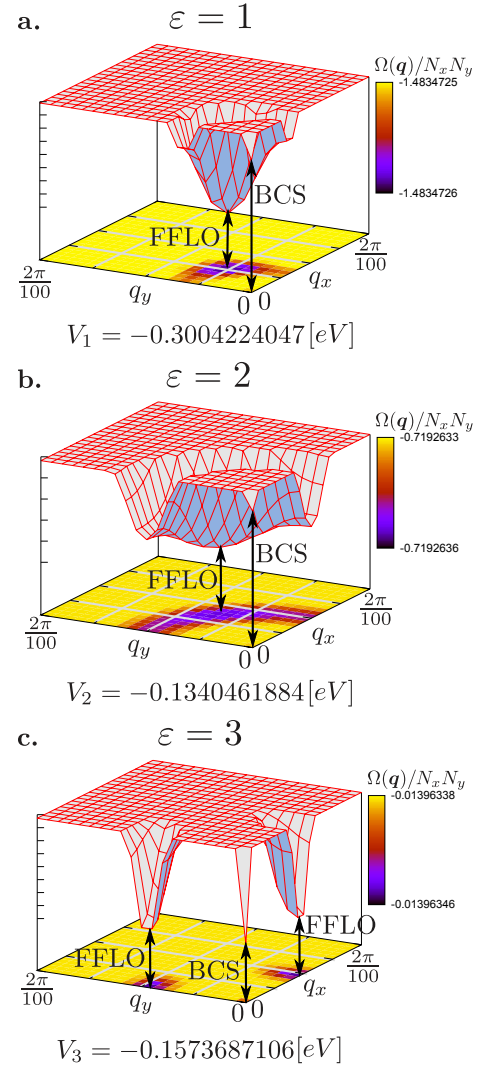 a. ε = 1
Ω(q)/NxNy
-1.4834725
-1.4834726
BCS
FFLO
2π/100
qy
0 0
qx
2π/100
V1 = −0.3004224047[eV]
b. ε = 2
Ω(q)/NxNy
-0.7192633
-0.7192636
BCS
FFLO
2π/100
qy
0 0
qx
2π/100
V2 = −0.1340461884[eV]
c. ε = 3
Ω(q)/NxNy
-0.01396338
-0.01396346
FFLO
FFLO
BCS
2π/100
qy
0 0
qx
2π/100
V3 = −0.1573687106[eV]